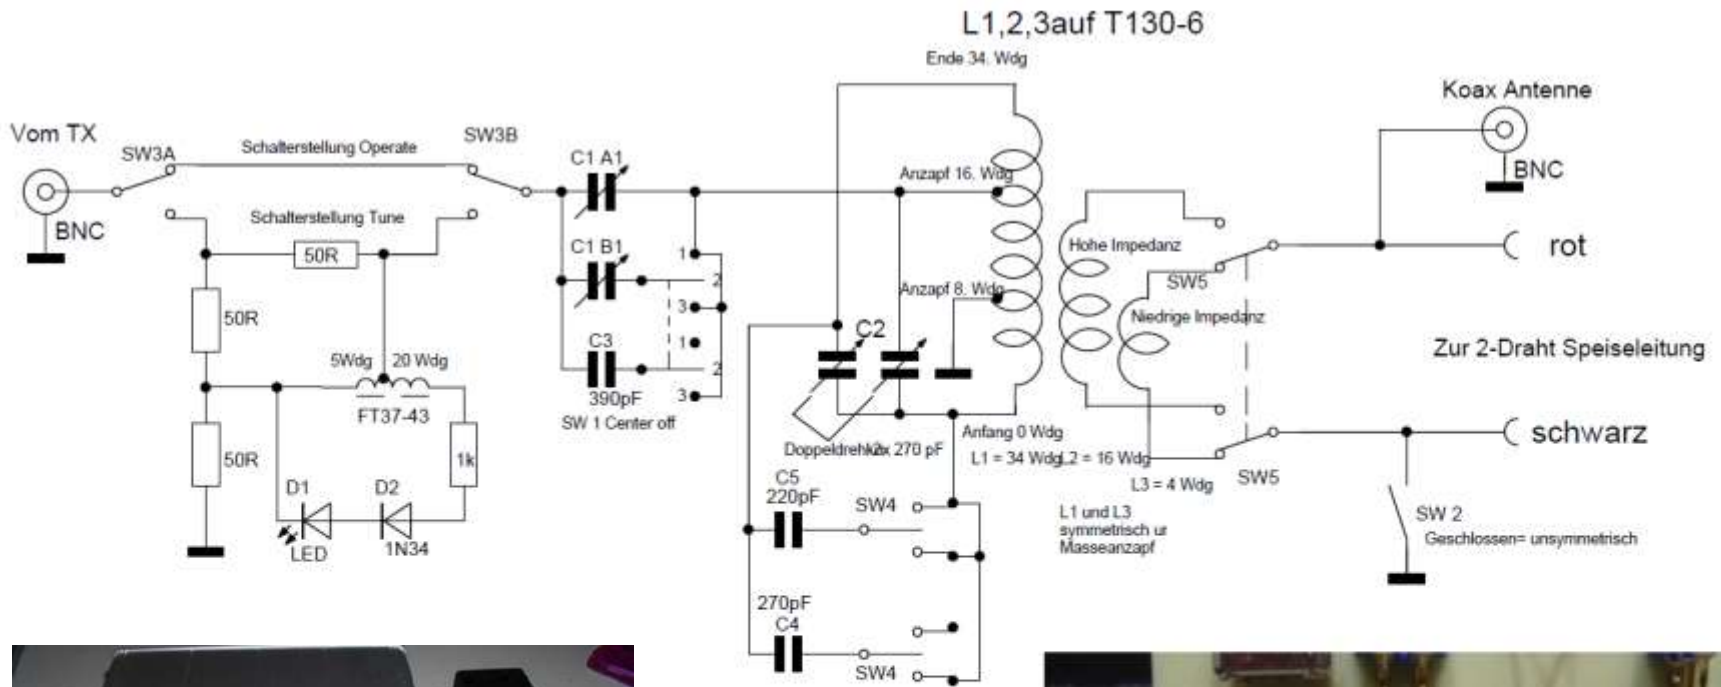 L1,2,3auf T130-6
Ende 34. Wdg
Koax Antenne
BNC
Vom TX
BNC
SW3A
Schalterstellung Operate
SW3B
Schalterstellung Tune
50R
50R
50R
5Wdg
20 Wdg
FT37-43
1k
D1
LED
D2
1N34
C1 A1
C1 B1
C3
390pF
SW 1 Center off
1
2
3
1
2
3
Anzapf 16. Wdg
Anzapf 8. Wdg
C2
Doppeldrehko
2x 270 pF
Anfang 0 Wdg
L1 = 34 Wdg
L2 = 16 Wdg
L3 = 4 Wdg
L1 und L3
symmetrisch ur
Masseanzapf
Hohe Impedanz
Niedrige Impedanz
SW5
SW5
rot
Zur 2-Draht Speiseleitung
schwarz
SW 2
Geschlossen= unsymmetrisch
C5
220pF
SW4
270pF
C4
SW4